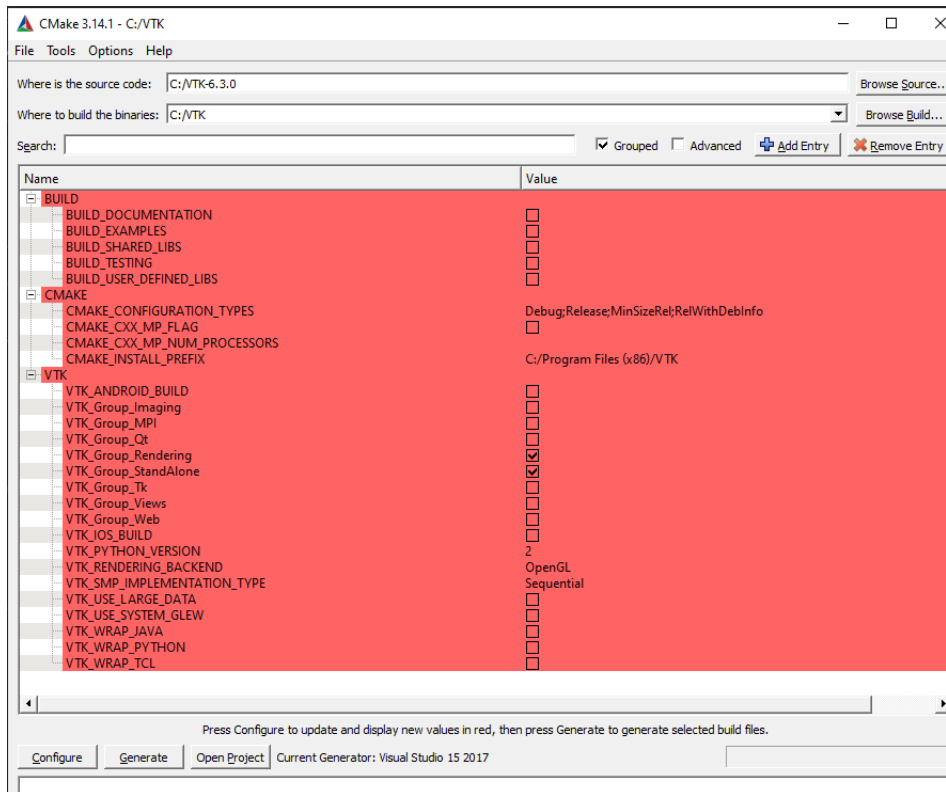 CMake 3.14.1 - C:/VTK
File Tools Options Help
Where is the source code: C:/VTK-6.3.0 Browse Source...
Where to build the binaries: C:/VTK Browse Build...
Search: Grouped Advanced Add Entry Remove Entry
Name Value
BUILD
BUILD_DOCUMENTATION
BUILD_EXAMPLES
BUILD_SHARED_LIBS
BUILD_TESTING
BUILD_USER_DEFINED_LIBS
CMAKE
CMAKE_CONFIGURATION_TYPES Debug;Release;MinSizeRel;RelWithDebInfo
CMAKE_CXX_MP_FLAG
CMAKE_CXX_MP_NUM_PROCESSORS
CMAKE_INSTALL_PREFIX C:/Program Files (x86)/VTK
VTK
VTK_ANDROID_BUILD
VTK_Group_Imaging
VTK_Group_MPI
VTK_Group_Qt
VTK_Group_Rendering
VTK_Group_StandAlone
VTK_Group_Tk
VTK_Group_Views
VTK_Group_Web
VTK_IOS_BUILD
VTK_PYTHON_VERSION 2
VTK_RENDERING_BACKEND OpenGL
VTK_SMP_IMPLEMENTATION_TYPE Sequential
VTK_USE_LARGE_DATA
VTK_USE_SYSTEM_GLEW
VTK_WRAP_JAVA
VTK_WRAP_PYTHON
VTK_WRAP_TCL
Press Configure to update and display new values in red, then press Generate to generate selected build files.
Configure Generate Open Project Current Generator: Visual Studio 15 2017